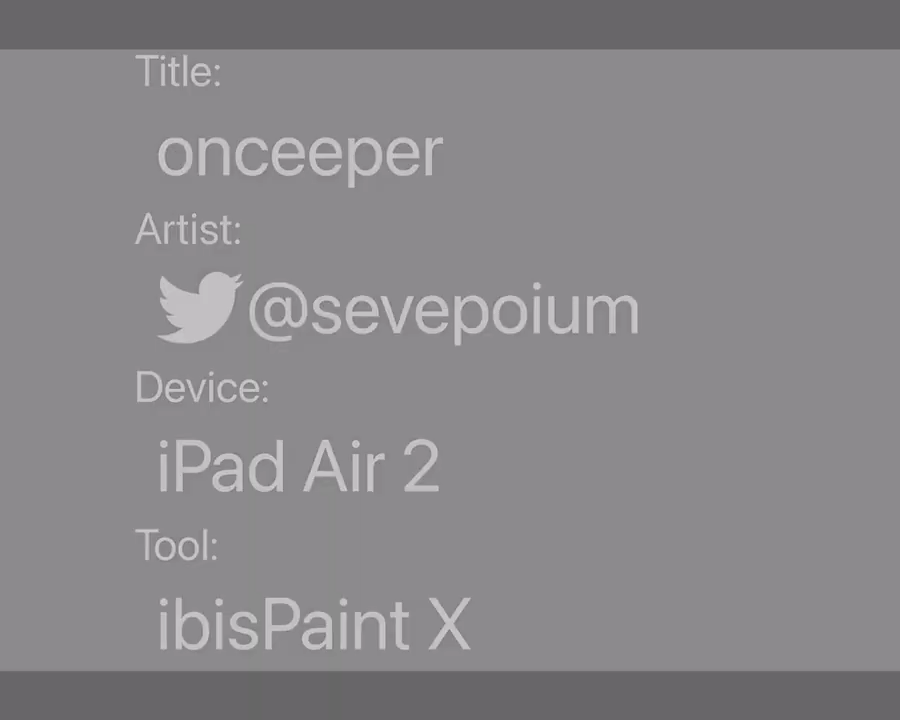 Title:
onceeper
Artist:
@sevepoium
Device:
iPad Air 2
Tool:
ibisPaint X